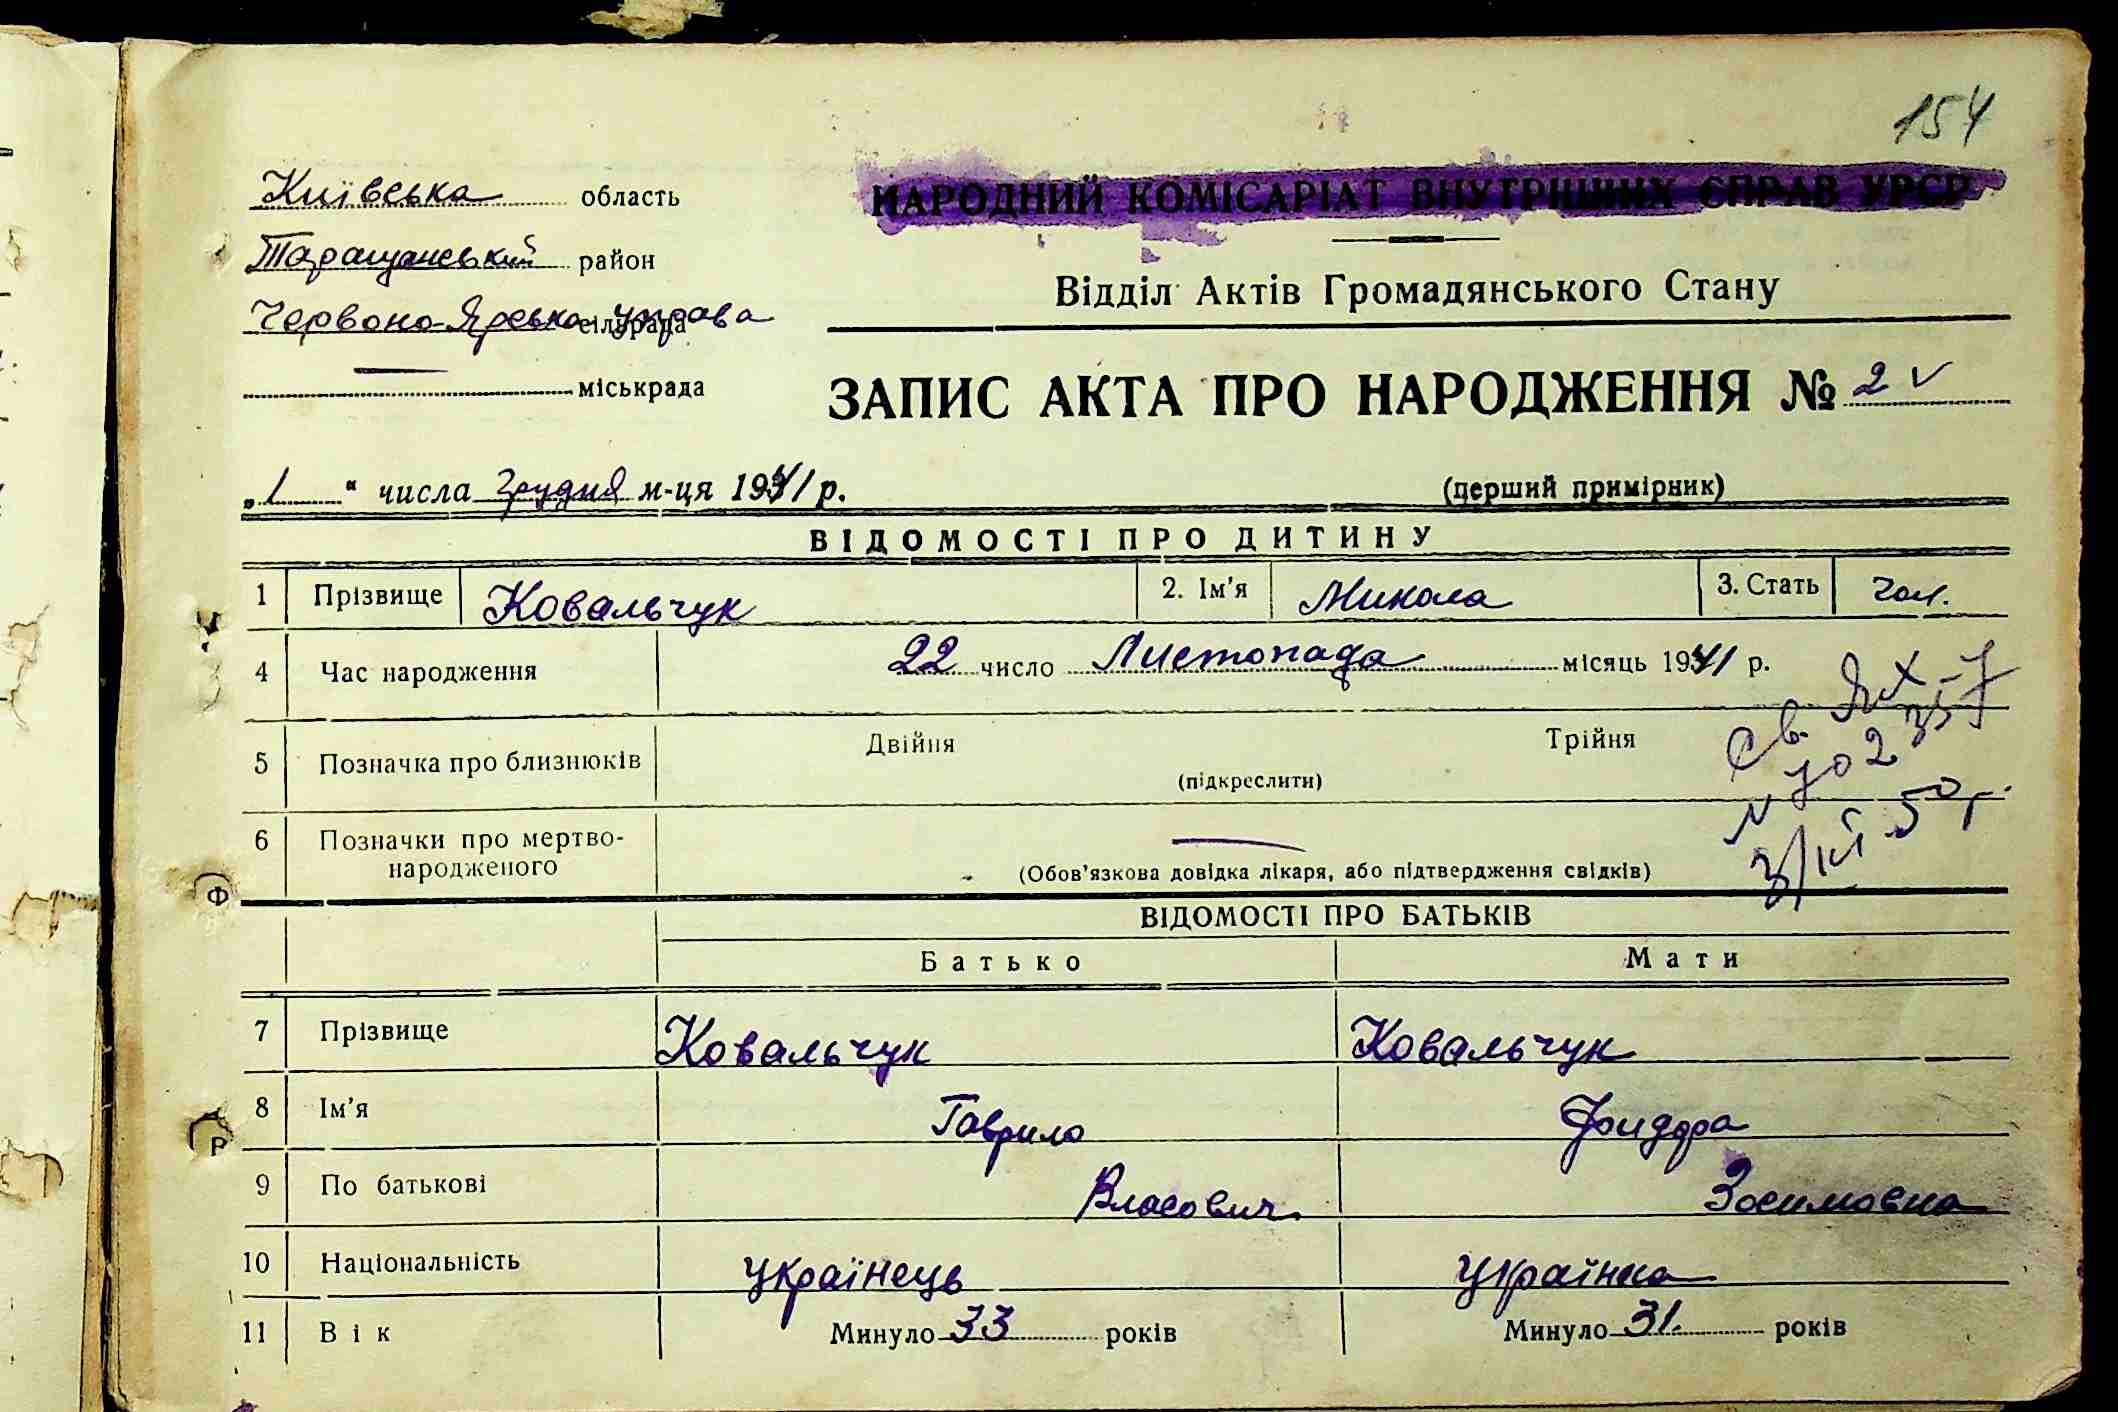 154
Київська область
НАРОДНИЙ КОМІСАРІАТ ВНУТРІШНІХ СПРАВ УРСР
Таращанський район
Відділ Актів Громадянського Стану
Червоно-Ярська сільрада управа
міськрада
ЗАПИС АКТА ПРО НАРОДЖЕННЯ № 2 v
„1“ числа Грудня м-ця 1941 р.
(перший примірник)
ВІДОМОСТІ ПРО ДИТИНУ
1 Прізвище Ковальчук 2. Ім'я Микола 3. Стать чол.
4 Час народження 22 число Листопада місяць 1941 р.
5 Позначка про близнюків Двійня Трійня
(підкреслити)
Св. ЯХ-
6 Позначки про мертво-
народженого
(Обов'язкова довідка лікаря, або підтвердження свідків)
3/ІІІ 50 р.
Ф
ВІДОМОСТІ ПРО БАТЬКІВ
Батько Мати
7 Прізвище Ковальчук Ковальчук
8 Ім'я Гаврило
Р
9 По батькові Власович Зосимовна
10 Національність українець українка
11 Вік Минуло 33 років Минуло 31. років